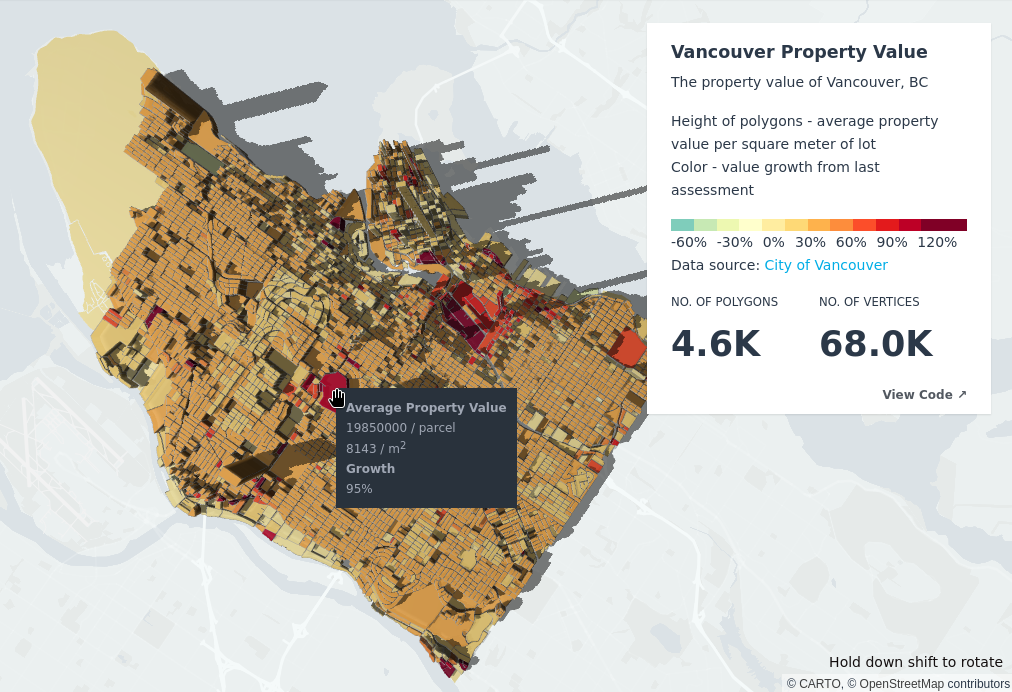 Vancouver Property Value
The property value of Vancouver, BC
Height of polygons - average property
value per square meter of lot
Color - value growth from last
assessment
-60% -30% 0% 30% 60% 90% 120%
Data source: City of Vancouver
NO. OF POLYGONS NO. OF VERTICES
4.6K 68.0K
View Code ↗
Average Property Value
19850000 / parcel
8143 / m²
Growth
95%
Hold down shift to rotate
© CARTO, © OpenStreetMap contributors